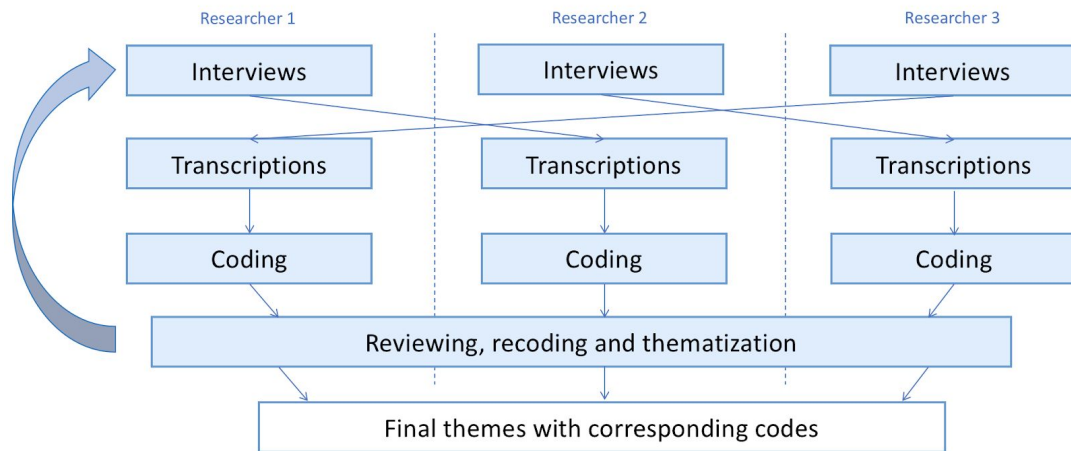 Researcher 1
Researcher 2
Researcher 3
Interviews
Interviews
Interviews
Transcriptions
Transcriptions
Transcriptions
Coding
Coding
Coding
Reviewing, recoding and thematization
Final themes with corresponding codes